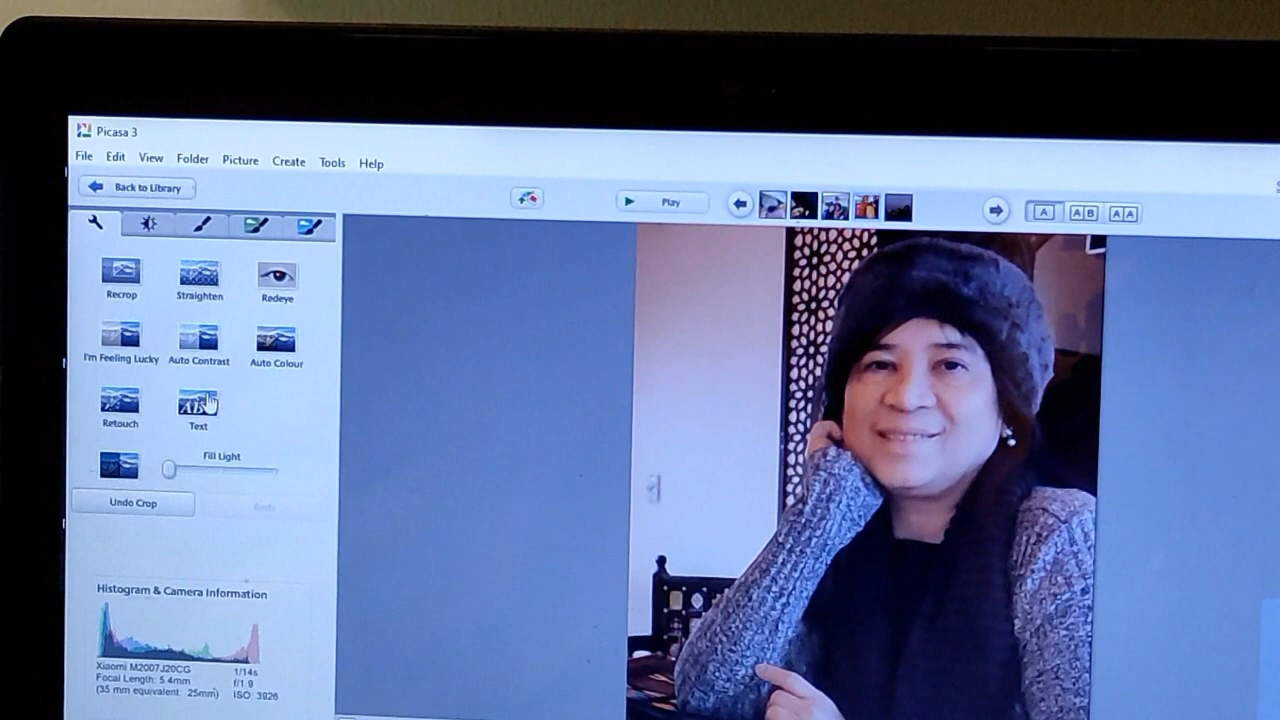 Picasa 3
File Edit View Folder Picture Create Tools Help
Back to Library
Play
A
A B
A A
Recrop Straighten Redeye
I'm Feeling Lucky Auto Contrast Auto Colour
Retouch Text
Fill Light
Undo Crop
Histogram & Camera Information
Xiaomi M2007J20CG 1/14s
Focal Length: 5.4mm f/1.9
(35 mm equivalent: 25mm) ISO: 3926